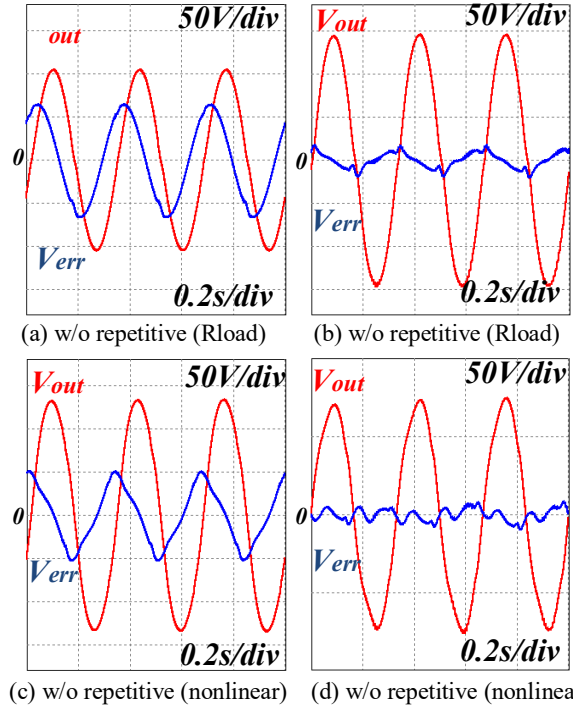 out 50V/div
0
Verr
0.2s/div
(a) w/o repetitive (Rload)
Vout 50V/div
0
Verr
0.2s/div
(b) w/o repetitive (Rload)
Vout 50V/div
0
Verr
0.2s/div
(c) w/o repetitive (nonlinear)
Vout 50V/div
0
Verr
0.2s/div
(d) w/o repetitive (nonlinea